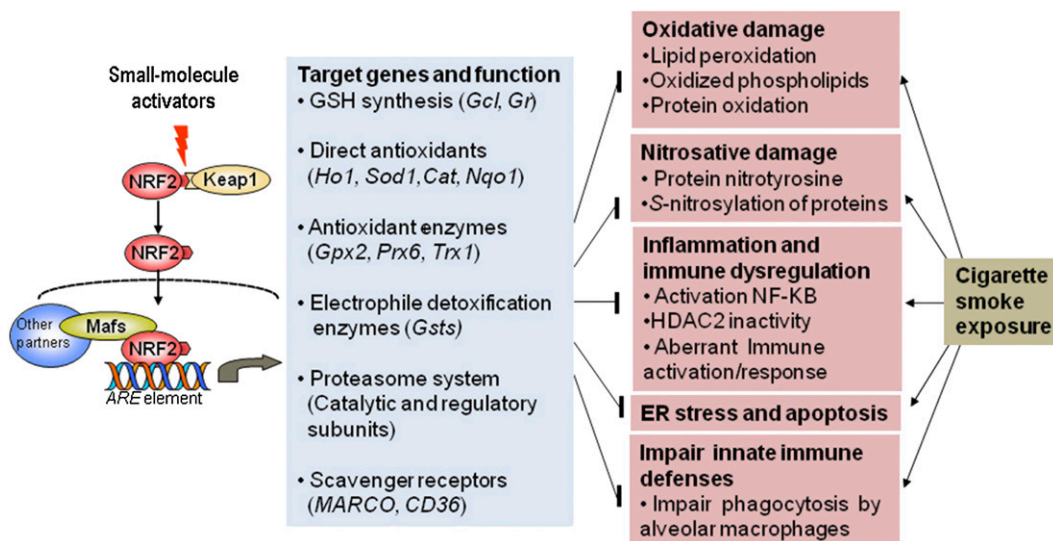 Small-molecule
activators
NRF2
Keap1
NRF2
Other
partners
Mafs
NRF2
ARE element
Target genes and function
• GSH synthesis (Gcl, Gr)
• Direct antioxidants
(Ho1, Sod1, Cat, Nqo1)
• Antioxidant enzymes
(Gpx2, Prx6, Trx1)
• Electrophile detoxification
enzymes (Gsts)
• Proteasome system
(Catalytic and regulatory
subunits)
• Scavenger receptors
(MARCO, CD36)
Oxidative damage
•Lipid peroxidation
•Oxidized phospholipids
•Protein oxidation
Nitrosative damage
• Protein nitrotyrosine
•S-nitrosylation of proteins
Inflammation and
immune dysregulation
• Activation NF-KB
•HDAC2 inactivity
• Aberrant Immune
activation/response
ER stress and apoptosis
Impair innate immune
defenses
• Impair phagocytosis by
alveolar macrophages
Cigarette
smoke
exposure